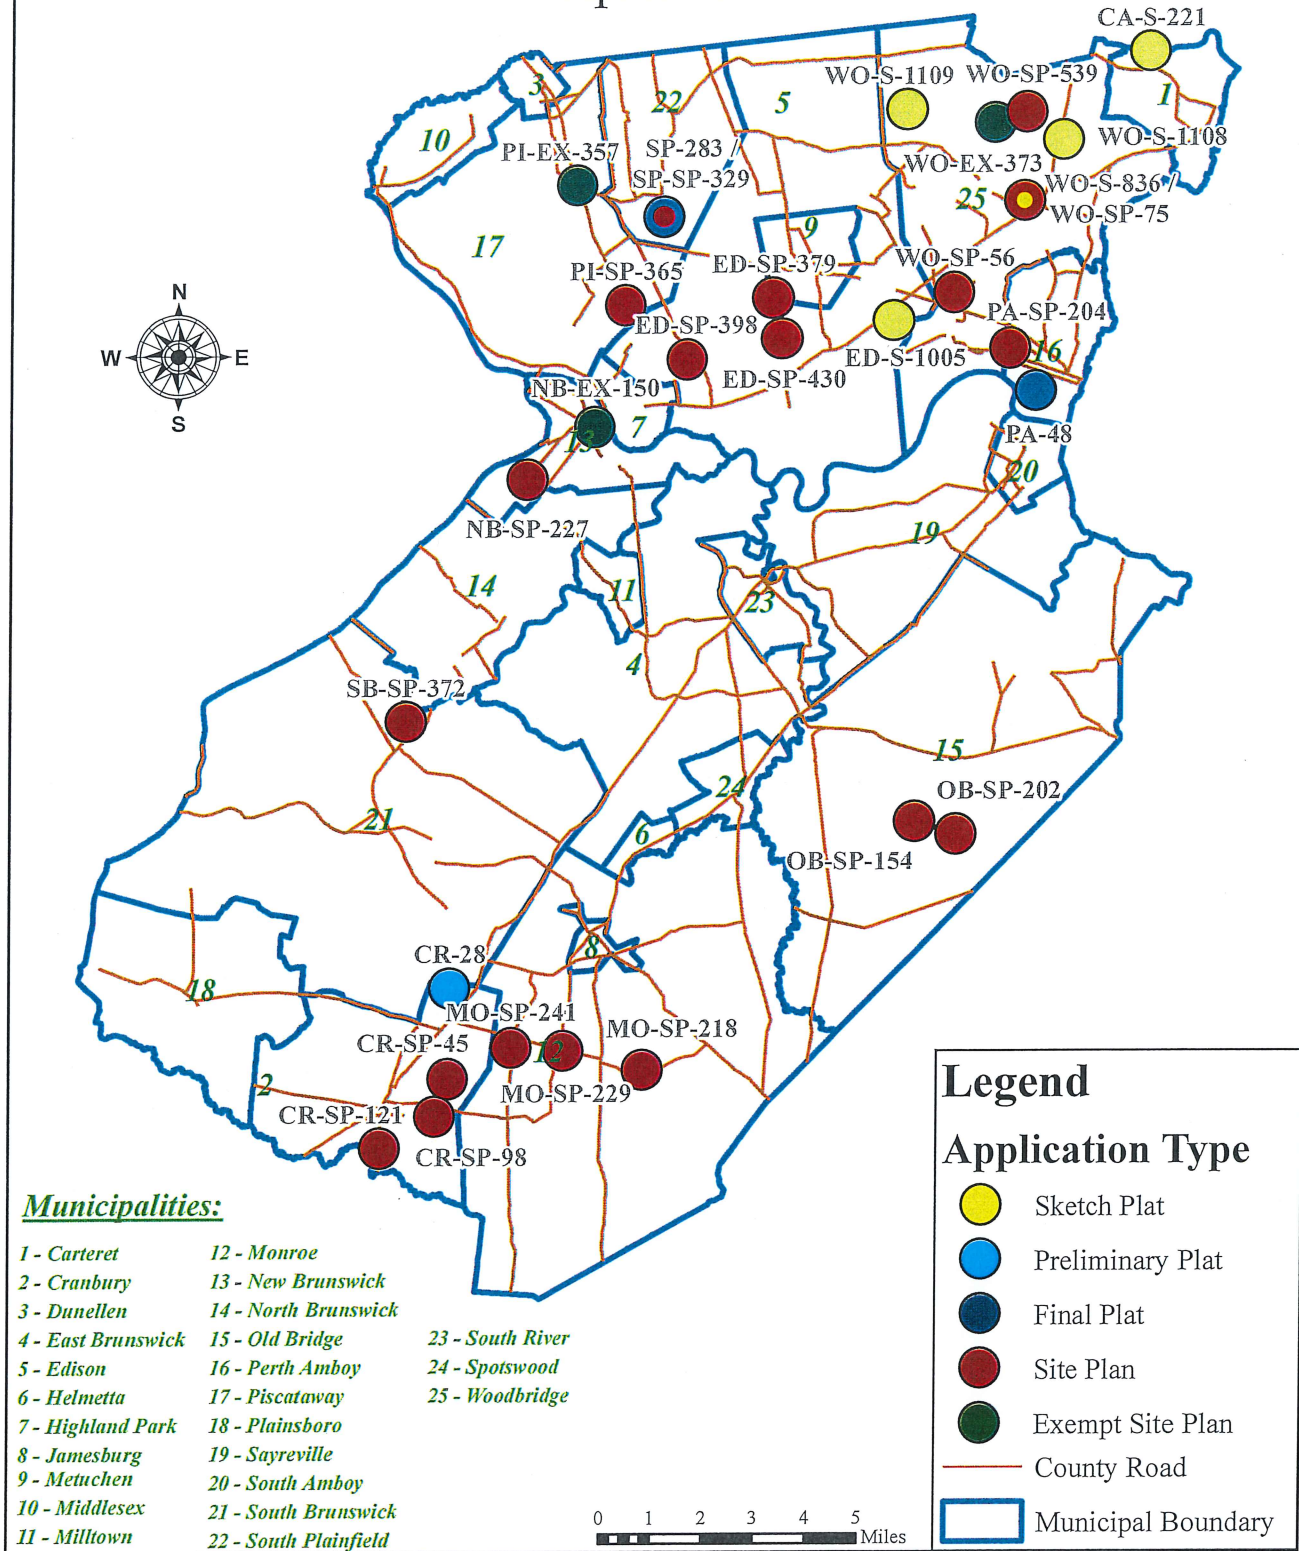 CA-S-221
WO-S-1109
WO-SP-539
3
22
5
1
10
PI-EX-357
SP-283 /
SP-SP-329
WO-S-1108
WO-EX-373
25
WO-S-836 /
WO-SP-75
17
9
PI-SP-365
ED-SP-379
WO-SP-56
N
W E
S
ED-SP-398
PA-SP-204
16
ED-S-1005
NB-EX-150
ED-SP-430
13
7
PA-48
20
NB-SP-227
19
14
11
23
4
SB-SP-372
15
24
OB-SP-202
21
6
OB-SP-154
8
CR-28
18
MO-SP-241
MO-SP-218
CR-SP-45
12
2
MO-SP-229
CR-SP-121
CR-SP-98
Municipalities:
1 - Carteret
2 - Cranbury
3 - Dunellen
4 - East Brunswick
5 - Edison
6 - Helmetta
7 - Highland Park
8 - Jamesburg
9 - Metuchen
10 - Middlesex
11 - Milltown
12 - Monroe
13 - New Brunswick
14 - North Brunswick
15 - Old Bridge
16 - Perth Amboy
17 - Piscataway
18 - Plainsboro
19 - Sayreville
20 - South Amboy
21 - South Brunswick
22 - South Plainfield
23 - South River
24 - Spotswood
25 - Woodbridge
0 1 2 3 4 5
Miles
Legend
Application Type
Sketch Plat
Preliminary Plat
Final Plat
Site Plan
Exempt Site Plan
County Road
Municipal Boundary